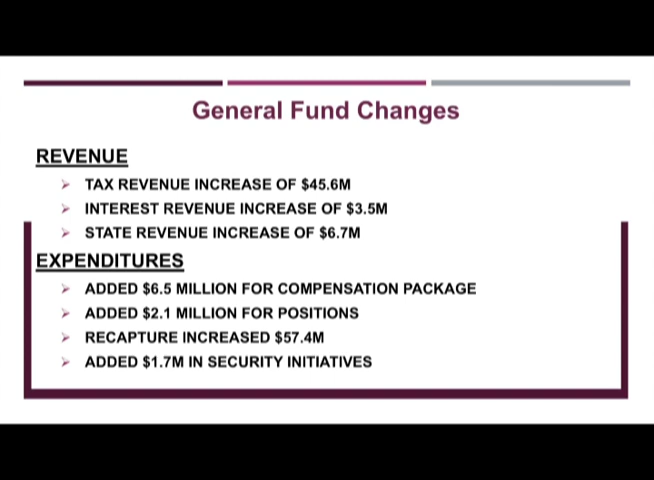 General Fund Changes
REVENUE
TAX REVENUE INCREASE OF $45.6M
INTEREST REVENUE INCREASE OF $3.5M
STATE REVENUE INCREASE OF $6.7M
EXPENDITURES
ADDED $6.5 MILLION FOR COMPENSATION PACKAGE
ADDED $2.1 MILLION FOR POSITIONS
RECAPTURE INCREASED $57.4M
ADDED $1.7M IN SECURITY INITIATIVES